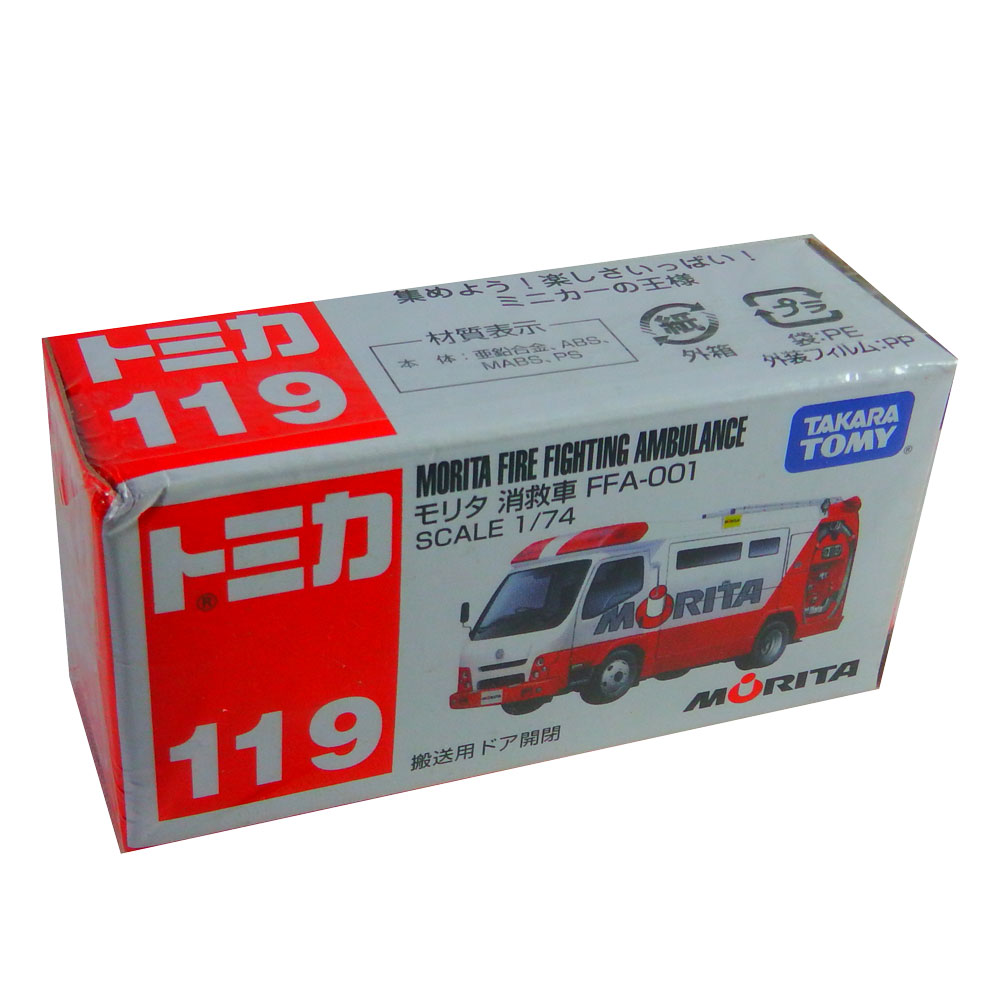 集めよう!楽しさいっぱい!
ミニカーの王様
トミカ
119
材質表示
本 体:亜鉛合金、ABS、
MABS、PS
紙
外箱
プラ
袋:PE
外装フィルム:PP
トミカ®
119
MORITA FIRE FIGHTING AMBULANCE
モリタ 消救車 FFA-001
SCALE 1/74
TAKARA
TOMY®
MORITA
MORITA
搬送用ドア開閉